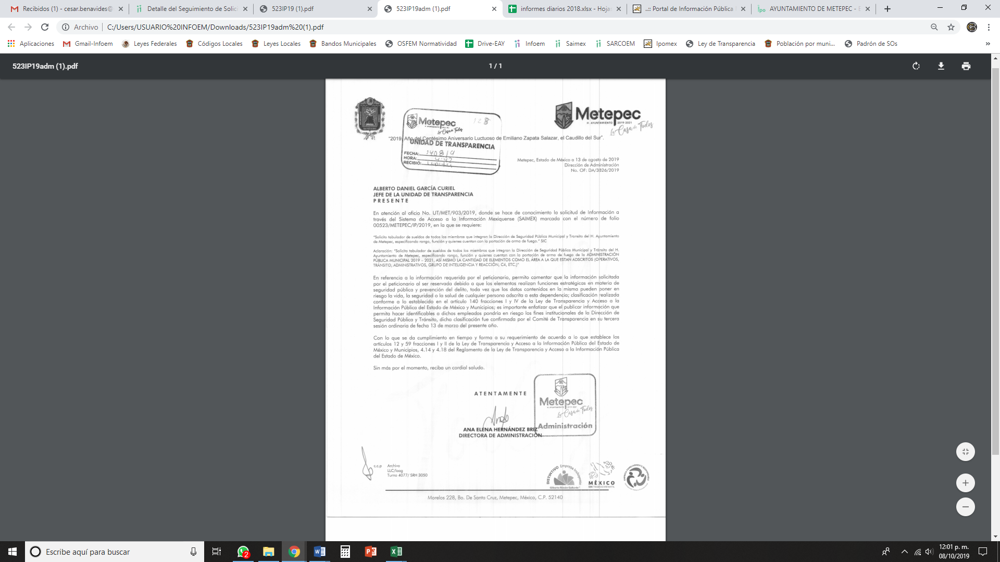 Recibidos (1) - cesar.benavides@
Detalle del Seguimiento de Solici
523IP19 (1).pdf
523IP19adm (1).pdf
informes diarios 2018.xlsx - Hoja
..:: Portal de Información Pública
AYUNTAMIENTO DE METEPEC - E
Archivo
C:/Users/USUARIO%20INFOEM/Downloads/523IP19adm%20(1).pdf
Aplicaciones
Gmail-Infoem
Leyes Federales
Códigos Locales
Leyes Locales
Bandos Municipales
OSFEM Normatividad
Drive-EAY
Infoem
Saimex
SARCOEM
Ipomex
Ley de Transparencia
Población por muni...
Padrón de SOs
»
523IP19adm (1).pdf
1 / 1
Metepec
H. AYUNTAMIENTO 2019-2021
La Casa de Todos
Metepec
128
La Casa de Todos
"2019. Año del Centésimo Aniversario Luctuoso de Emiliano Zapata Salazar, el Caudillo del Sur".
UNIDAD DE TRANSPARENCIA
FECHA:
HORA: 4:42
RECIBIÓ:
Metepec, Estado de México a 13 de agosto de 2019
Dirección de Administración
No. OF: DA/3826/2019
ALBERTO DANIEL GARCÍA CURIEL
JEFE DE LA UNIDAD DE TRANSPARENCIA
P R E S E N T E
En atención al oficio No. UT/MET/903/2019, donde se hace de conocimiento la solicitud de Información a
través del Sistema de Acceso a la Información Mexiquense (SAIMEX) marcada con el número de folio
00523/METEPEC/IP/2019, en la que se requiere:
"Solicito tabulador de sueldos de todos los miembros que integran la Dirección de Seguridad Pública Municipal y Transito del H. Ayuntamiento
de Metepec, especificando rango, función y quienes cuentan con la portación de arma de fuego." SIC
Aclaración: "Solicito tabulador de sueldos de todos los miembros que integran la Dirección de Seguridad Pública Municipal y Tránsito del H.
Ayuntamiento de Metepec, especificando rango, función y quienes cuentan con la portación de arma de fuego de la ADMINISTRACIÓN
PÚBLICA MUNICIPAL 2019 - 2021, ASÍ MISMO LA CANTIDAD DE ELEMENTOS COMO EL ÁREA A LA QUE ESTAN ADSCRITOS (OPERATIVOS,
TRÁNSITO, ADMINISTRATIVOS, GRUPO DE INTELIGENCIA Y REACCIÓN, C4, ETC.)"
En referencia a la información requerida por el peticionario, permito comentar que la información solicitada
por el peticionario al ser reservada debido a que los elementos realizan funciones estratégicas en materia de
seguridad pública y prevención del delito, toda vez que los datos contenidos en la misma pueden poner en
riesgo la vida, la seguridad o la salud de cualquier persona adscrita a esta dependencia; clasificación realizada
conforme a lo establecido en el artículo 140 fracciones I y IV de la Ley de Transparencia y Acceso a la
Información Pública del Estado de México y Municipios; es importante enfatizar que el publicar información que
permita hacer identificables a dichos empleados pondría en riesgo los fines institucionales de la Dirección de
Seguridad Pública y Tránsito, dicha clasificación fue confirmada por el Comité de Transparencia en su tercera
sesión ordinaria de fecha 13 de marzo del presente año.
Con lo que se da cumplimiento en tiempo y forma a su requerimiento de acuerdo a lo que establece los
artículos 12 y 59 fracciones I y II de la Ley de Transparencia y Acceso a la Información Pública del Estado de
México y Municipios, 4.14 y 4.18 del Reglamento de la Ley de Transparencia y Acceso a la Información Pública
del Estado de México.
Sin más por el momento, reciba un cordial saludo.
A T E N T A M E N T E
Metepec
La Casa de Todos
Administración
ANA ELENA HERNÁNDEZ BRIZ
DIRECTORA DE ADMINISTRACIÓN
c.c.p Archivo
LLC/laag
Turno 4077/ SRH 3050
DISTINTIVO Empresa Incluyente
Gilberto Rincón Gallardo
MÉXICO
SIN TRABAJO INFANTIL
Morelos 228, Bo. De Santa Cruz, Metepec, México, C.P. 52140
Escribe aquí para buscar
2
12:01 p. m.
08/10/2019